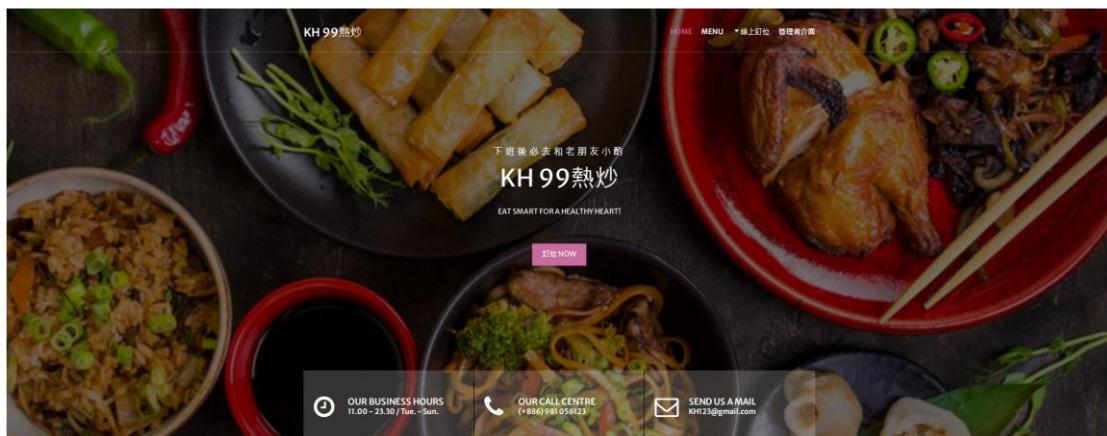 KH 99熱炒
HOME MENU 線上訂位 管理者介面
下班後必去和老朋友小酌
KH 99熱炒
EAT SMART FOR A HEALTHY HEART!
訂位 NOW
OUR BUSINESS HOURS
11.00 – 23.30 / Tue. – Sun.
OUR CALL CENTRE
(+886) 981 056123
SEND US A MAIL
KH123@gmail.com